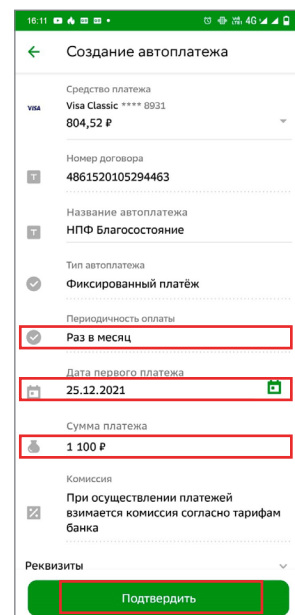 16:11
4G
Создание автоплатежа
Средство платежа
VISA
Visa Classic **** 8931
804,52 ₽
Номер договора
T
4861520105294463
Название автоплатежа
T
НПФ Благосостояние
Тип автоплатежа
Фиксированный платёж
Периодичность оплаты
Раз в месяц
Дата первого платежа
25.12.2021
Сумма платежа
1 100 ₽
Комиссия
При осуществлении платежей
взимается комиссия согласно тарифам
банка
Реквизиты
Подтвердить